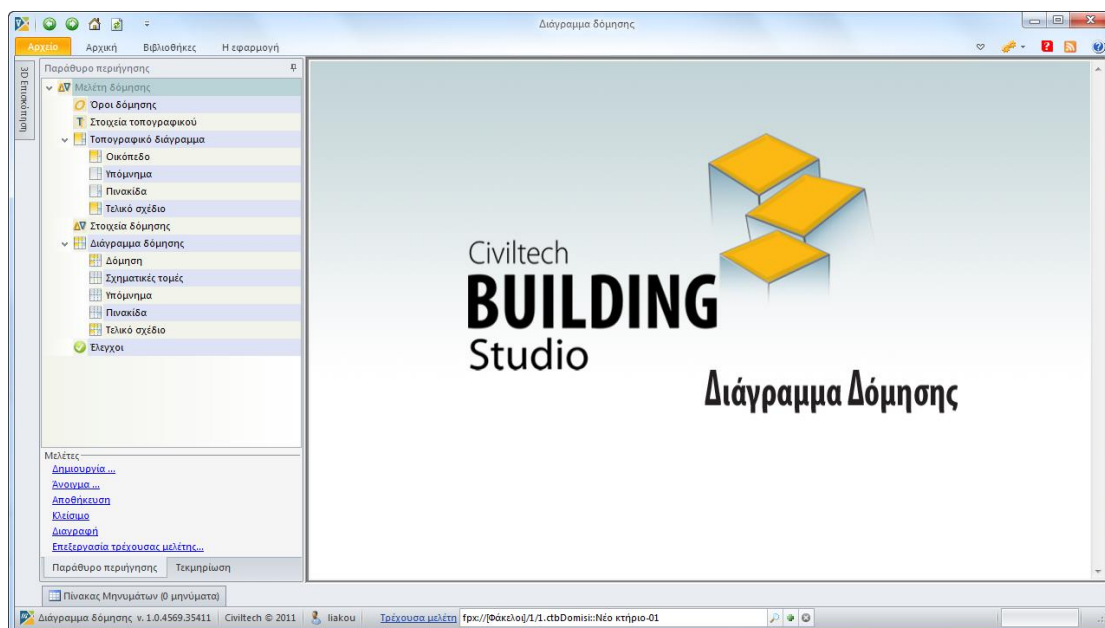 Διάγραμμα δόμησης
Αρχείο Αρχική Βιβλιοθήκες Η εφαρμογή
3D Επισκόπηση
Παράθυρο περιήγησης
Μελέτη δόμησης
Όροι δόμησης
Στοιχεία τοπογραφικού
Τοπογραφικό διάγραμμα
Οικόπεδο
Υπόμνημα
Πινακίδα
Τελικό σχέδιο
Στοιχεία δόμησης
Διάγραμμα δόμησης
Δόμηση
Σχηματικές τομές
Υπόμνημα
Πινακίδα
Τελικό σχέδιο
Έλεγχοι
Civiltech
BUILDING
Studio
Διάγραμμα Δόμησης
Μελέτες
Δημιουργία ...
Άνοιγμα ...
Αποθήκευση
Κλείσιμο
Διαγραφή
Επεξεργασία τρέχουσας μελέτης...
Παράθυρο περιήγησης Τεκμηρίωση
Πίνακας Μηνυμάτων (0 μηνύματα)
Διάγραμμα δόμησης v. 1.0.4569.35411 Civiltech © 2011 liakou Τρέχουσα μελέτη fpx://[Φάκελοι]/1/1.ctbDomisi::Νέο κτήριο-01